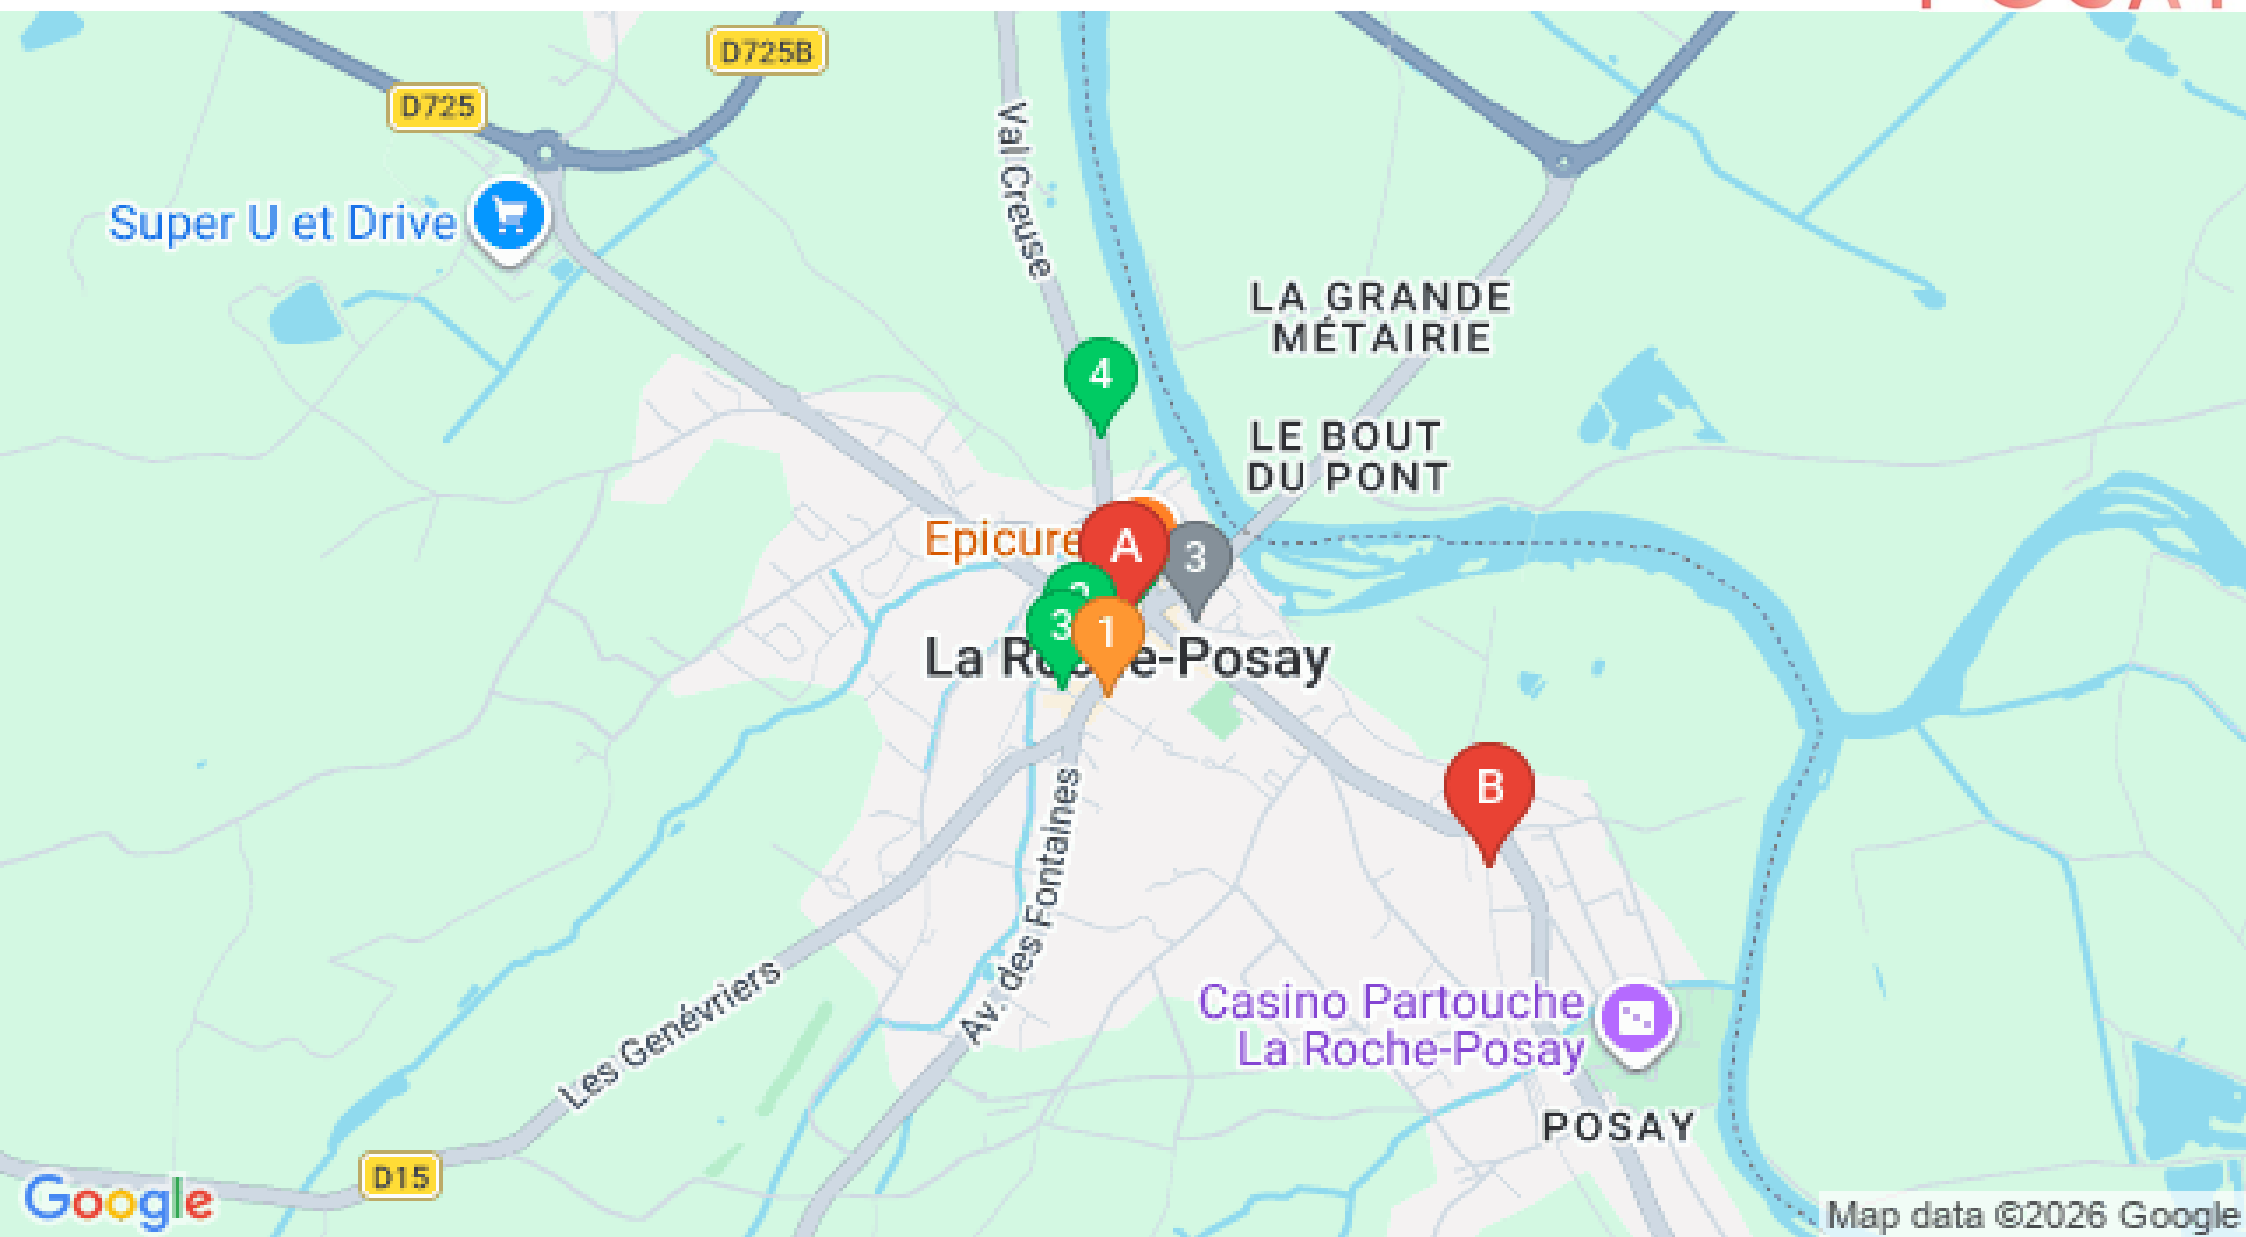 D725B
D725
Val Creuse
Super U et Drive
LA GRANDE
MÉTAIRIE
4
LE BOUT
DU PONT
Epicure
A
3
3
1
La Roche-Posay
B
Av. des Fontaines
Les Genévriers
Casino Partouche
La Roche-Posay
POSAY
D15
Google
Map data ©2026 Google